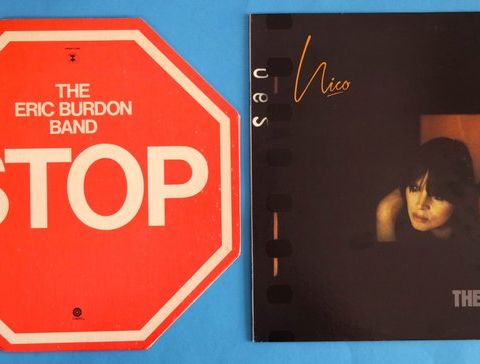 THE
ERIC BURDON
BAND
STOP
Nico
THE